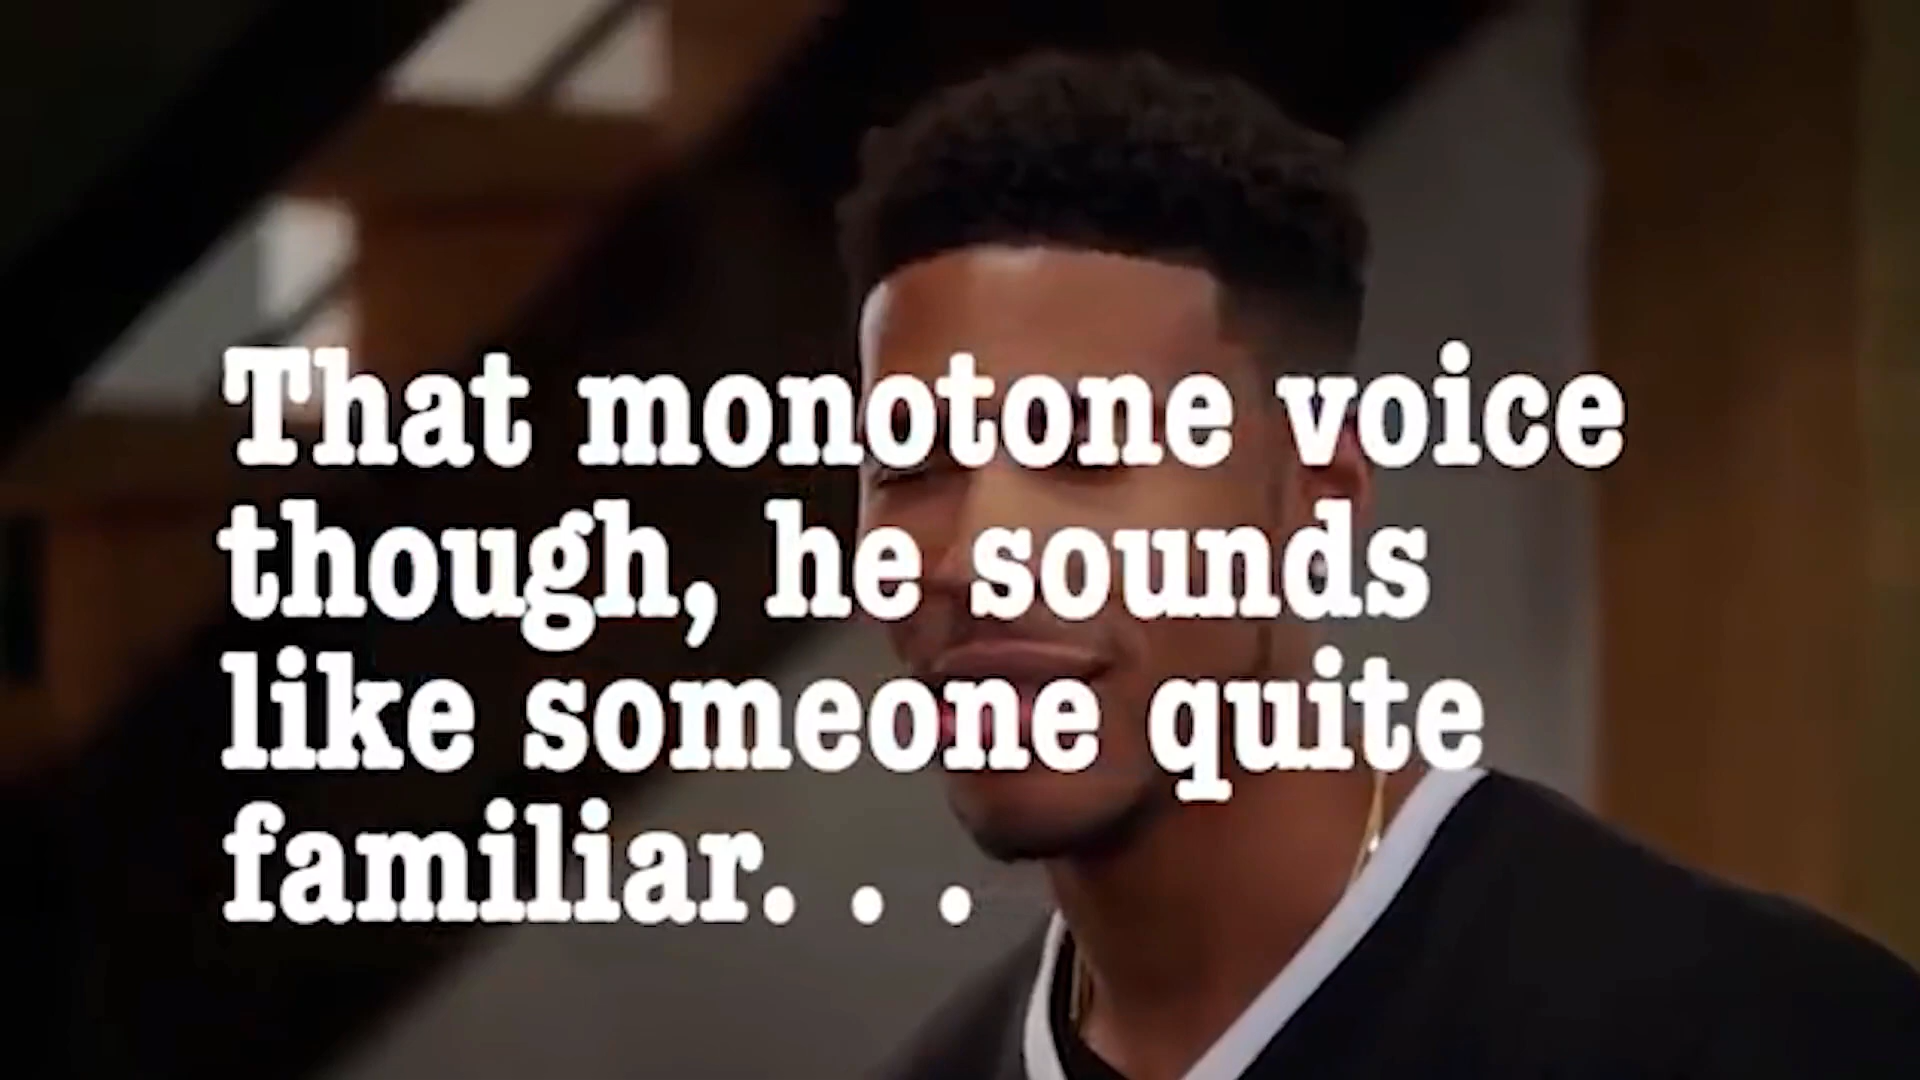 That monotone voice
though, he sounds
like someone quite
familiar. . .